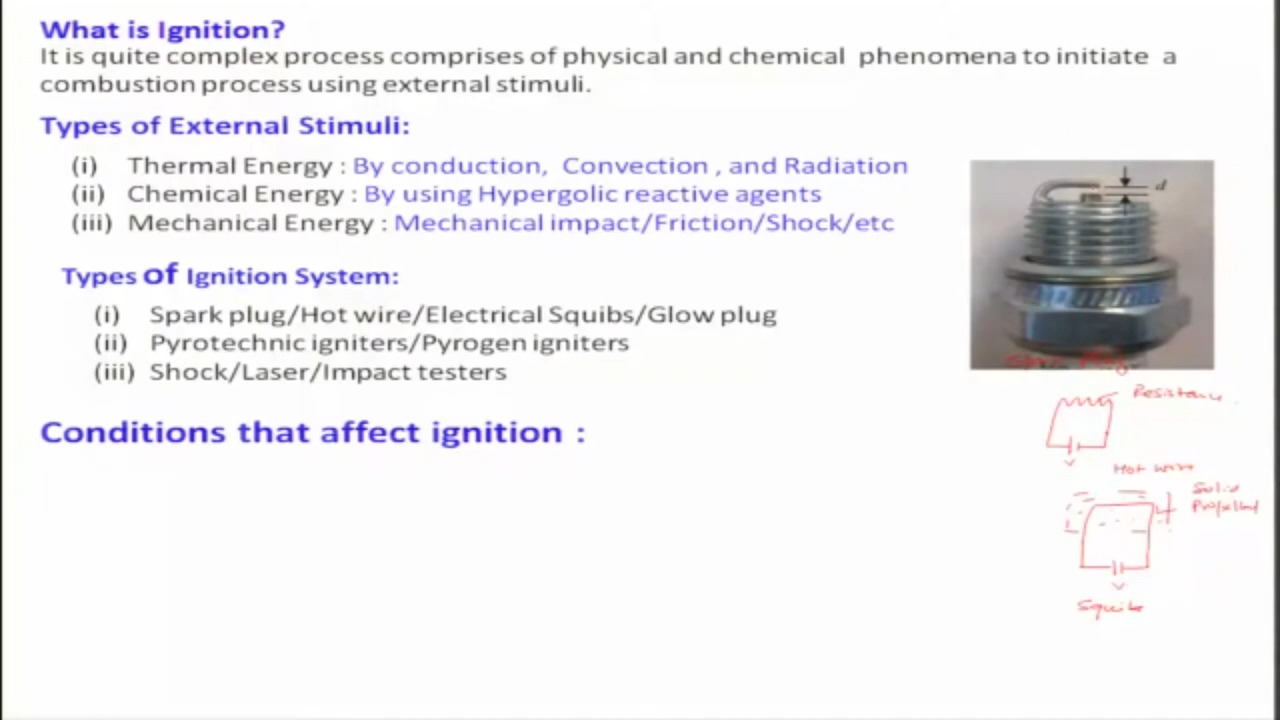 What is Ignition?
It is quite complex process comprises of physical and chemical phenomena to initiate a
combustion process using external stimuli.
Types of External Stimuli:
(i) Thermal Energy : By conduction, Convection , and Radiation
(ii) Chemical Energy : By using Hypergolic reactive agents
(iii) Mechanical Energy : Mechanical impact/Friction/Shock/etc
Types of Ignition System:
(i) Spark plug/Hot wire/Electrical Squibs/Glow plug
(ii) Pyrotechnic igniters/Pyrogen igniters
(iii) Shock/Laser/Impact testers
Conditions that affect ignition :
d
Plug
Resistance
V
Hot wire
Solid
V